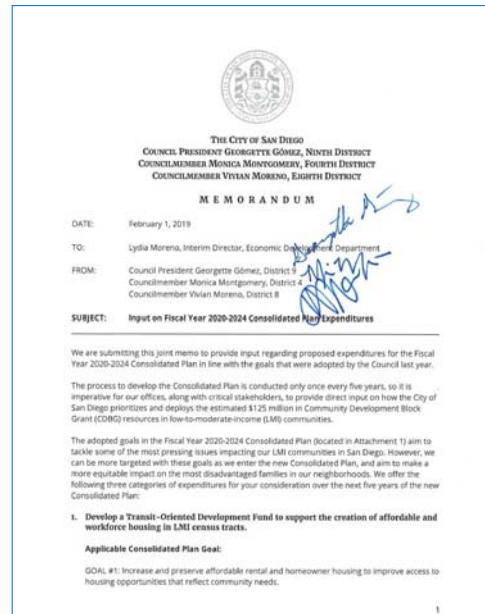 THE CITY OF SAN DIEGO
COUNCIL PRESIDENT GEORGETTE GÓMEZ, NINTH DISTRICT
COUNCILMEMBER MONICA MONTGOMERY, FOURTH DISTRICT
COUNCILMEMBER VIVIAN MORENO, EIGHTH DISTRICT
MEMORANDUM
DATE: February 1, 2019
TO: Lydia Moreno, Interim Director, Economic Development Department
FROM: Council President Georgette Gómez, District 9
Councilmember Monica Montgomery, District 4
Councilmember Vivian Moreno, District 8
SUBJECT: Input on Fiscal Year 2020-2024 Consolidated Plan Expenditures
We are submitting this joint memo to provide input regarding proposed expenditures for the Fiscal
Year 2020-2024 Consolidated Plan in line with the goals that were adopted by the Council last year.
The process to develop the Consolidated Plan is conducted only once every five years, so it is
imperative for our offices, along with critical stakeholders, to provide direct input on how the City of
San Diego prioritizes and deploys the estimated $125 million in Community Development Block
Grant (CDBG) resources in low-to-moderate-income (LMI) communities.
The adopted goals in the Fiscal Year 2020-2024 Consolidated Plan (located in Attachment 1) aim to
tackle some of the most pressing issues impacting our LMI communities in San Diego. However, we
can be more targeted with these goals as we enter the new Consolidated Plan, and aim to make a
more equitable impact on the most disadvantaged families in our neighborhoods. We offer the
following three categories of expenditures for your consideration over the next five years of the new
Consolidated Plan:
1. Develop a Transit-Oriented Development Fund to support the creation of affordable and
workforce housing in LMI census tracts.
Applicable Consolidated Plan Goal:
GOAL #1: Increase and preserve affordable rental and homeowner housing to improve access to
housing opportunities that reflect community needs.
1